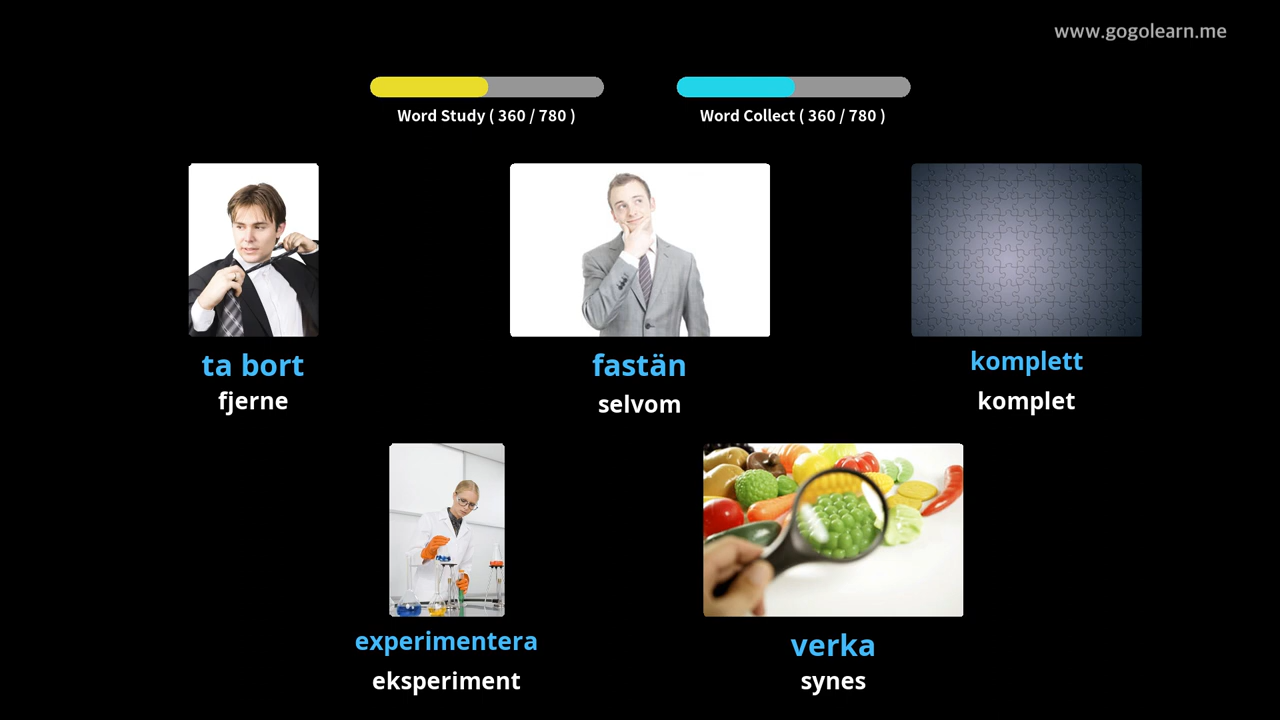 www.gogolearn.me
Word Study ( 360 / 780 )
Word Collect ( 360 / 780 )
ta bort
fjerne
fastän
selvom
komplett
komplet
experimentera
eksperiment
verka
synes